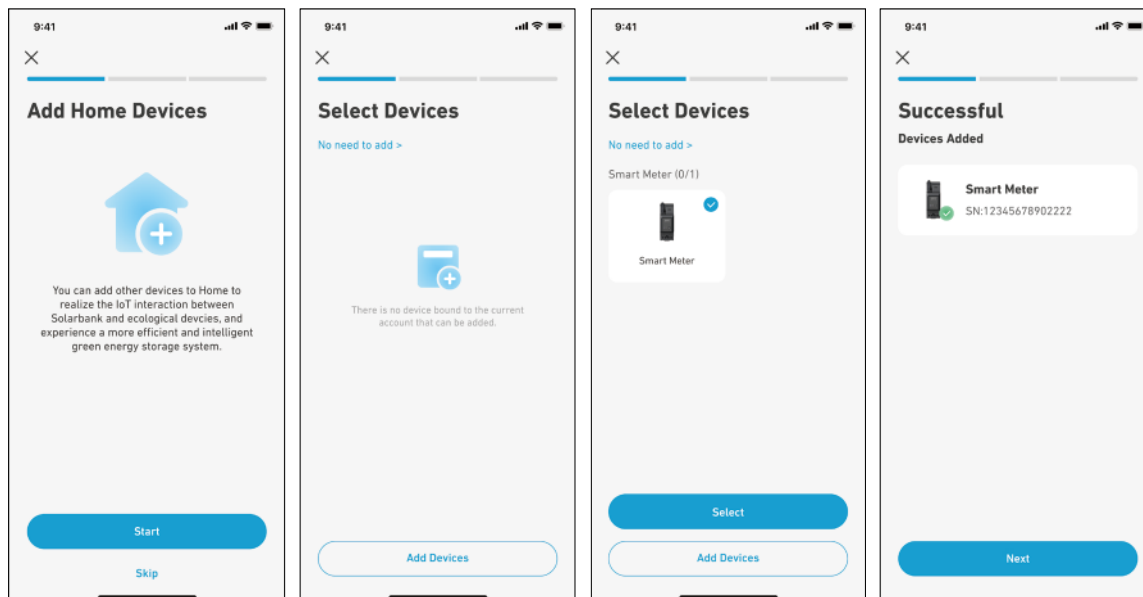 9:41
Add Home Devices
You can add other devices to Home to
realize the IoT interaction between
Solarbank and ecological devcies, and
experience a more efficient and intelligent
green energy storage system.
Start
Skip
9:41
Select Devices
No need to add >
There is no device bound to the current
account that can be added.
Add Devices
9:41
Select Devices
No need to add >
Smart Meter (0/1)
Smart Meter
Select
Add Devices
9:41
Successful
Devices Added
Smart Meter
SN:12345678902222
Next